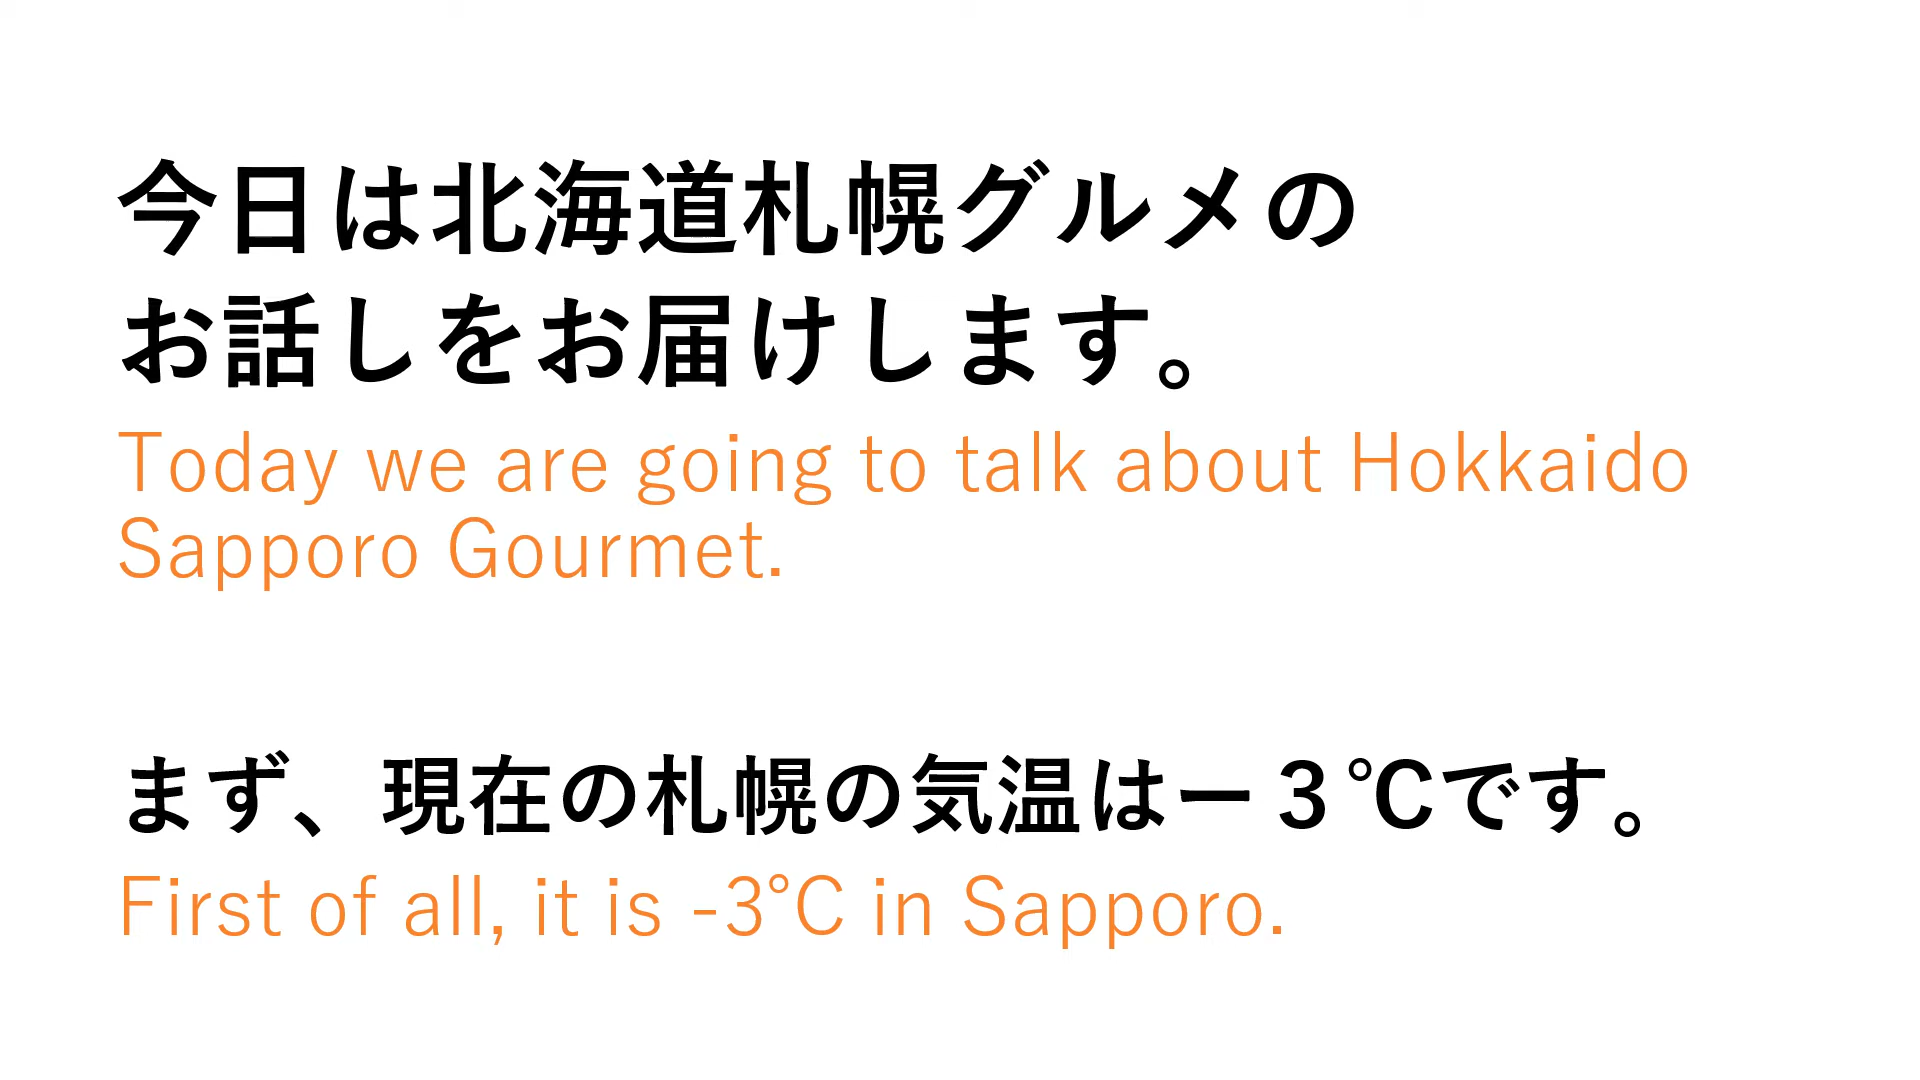 今日は北海道札幌グルメの
お話しをお届けします。
Today we are going to talk about Hokkaido
Sapporo Gourmet.
まず、現在の札幌の気温はー３℃です。
First of all, it is -3℃ in Sapporo.